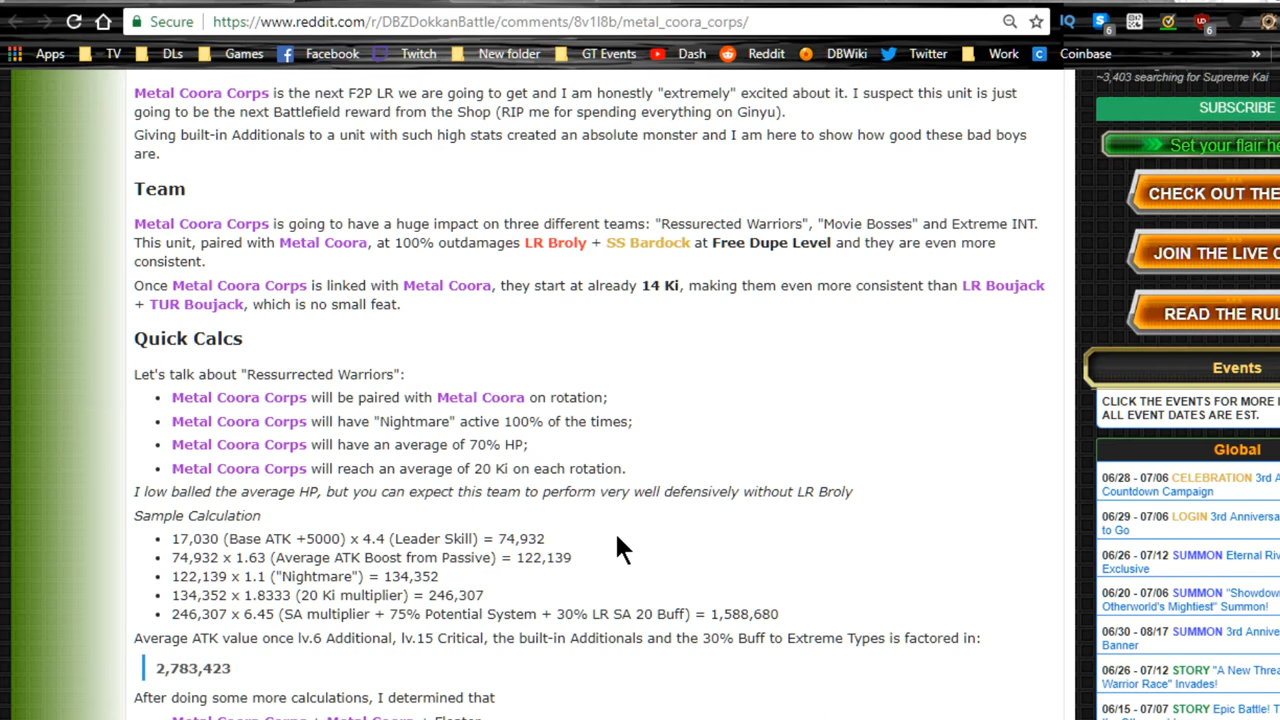 Secure https://www.reddit.com/r/DBZDokkanBattle/comments/8v1l8b/metal_coora_corps/
Apps TV DLs Games Facebook Twitch New folder GT Events Dash Reddit DBWiki Twitter Work Coinbase »
Metal Coora Corps is the next F2P LR we are going to get and I am honestly "extremely" excited about it. I suspect this unit is just
going to be the next Battlefield reward from the Shop (RIP me for spending everything on Ginyu).
Giving built-in Additionals to a unit with such high stats created an absolute monster and I am here to show how good these bad boys
are.
Team
Metal Coora Corps is going to have a huge impact on three different teams: "Ressurected Warriors", "Movie Bosses" and Extreme INT.
This unit, paired with Metal Coora, at 100% outdamages LR Broly + SS Bardock at Free Dupe Level and they are even more
consistent.
Once Metal Coora Corps is linked with Metal Coora, they start at already 14 Ki, making them even more consistent than LR Boujack
+ TUR Boujack, which is no small feat.
Quick Calcs
Let's talk about "Ressurrected Warriors":
• Metal Coora Corps will be paired with Metal Coora on rotation;
• Metal Coora Corps will have "Nightmare" active 100% of the times;
• Metal Coora Corps will have an average of 70% HP;
• Metal Coora Corps will reach an average of 20 Ki on each rotation.
I low balled the average HP, but you can expect this team to perform very well defensively without LR Broly
Sample Calculation
• 17,030 (Base ATK +5000) x 4.4 (Leader Skill) = 74,932
• 74,932 x 1.63 (Average ATK Boost from Passive) = 122,139
• 122,139 x 1.1 ("Nightmare") = 134,352
• 134,352 x 1.8333 (20 Ki multiplier) = 246,307
• 246,307 x 6.45 (SA multiplier + 75% Potential System + 30% LR SA10 Buff) = 1,588,680
Average ATK value once lv.6 Additional, lv.15 Critical, the built-in Additionals and the 30% Buff to Extreme Types is factored in:
2,783,423
After doing some more calculations, I determined that
~3,403 searching for Supreme Kai
SUBSCRIBE
Set your flair he
CHECK OUT THE
JOIN THE LIVE C
READ THE RUL
Events
CLICK THE EVENTS FOR MORE I
ALL EVENT DATES ARE EST.
Global
06/28 - 07/06 CELEBRATION 3rd A
Countdown Campaign
06/29 - 07/06 LOGIN 3rd Anniversa
to Go
06/26 - 07/12 SUMMON Eternal Riv
Exclusive
06/20 - 07/06 SUMMON "Showdow
Otherworld's Mightiest" Summon!
06/30 - 08/17 SUMMON 3rd Annive
Banner
06/26 - 07/12 STORY "A New Threa
Warrior Race" Invades!
06/15 - 07/07 STORY Epic Battle! T